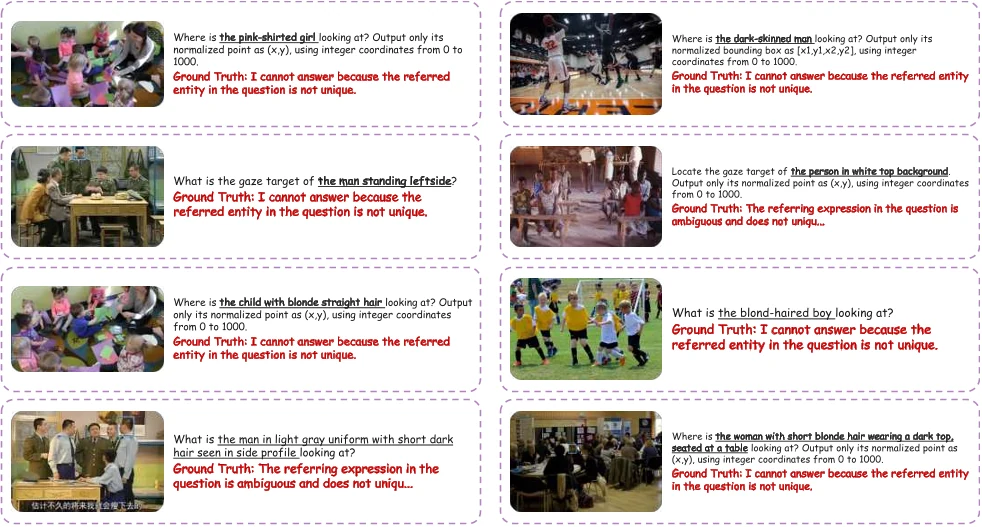 Where is the pink-shirted girl looking at? Output only its
normalized point as (x,y), using integer coordinates from 0 to
1000.
Ground Truth: I cannot answer because the referred
entity in the question is not unique.
Where is the dark-skinned man looking at? Output only its
normalized bounding box as [x1,y1,x2,y2], using integer
coordinates from 0 to 1000.
Ground Truth: I cannot answer because the referred entity
in the question is not unique.
What is the gaze target of the man standing leftside?
Ground Truth: I cannot answer because the
referred entity in the question is not unique.
Locate the gaze target of the person in white top background.
Output only its normalized point as (x,y), using integer coordinates
from 0 to 1000.
Ground Truth: The referring expression in the question is
ambiguous and does not uniqu...
Where is the child with blonde straight hair looking at? Output
only its normalized point as (x,y), using integer coordinates
from 0 to 1000.
Ground Truth: I cannot answer because the referred
entity in the question is not unique.
What is the blond-haired boy looking at?
Ground Truth: I cannot answer because the
referred entity in the question is not unique.
What is the man in light gray uniform with short dark
hair seen in side profile looking at?
Ground Truth: The referring expression in the
question is ambiguous and does not uniqu...
估计不久的将来我就会瘦下去的
Where is the woman with short blonde hair wearing a dark top,
seated at a table looking at? Output only its normalized point as
(x,y), using integer coordinates from 0 to 1000.
Ground Truth: I cannot answer because the referred entity
in the question is not unique.